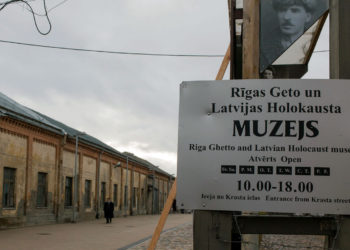 Rīgas Geto un
Latvijas Holokausta
MUZEJS
Riga Ghetto and Latvian Holocaust museum
Atvērts Open
10.00-18.00
Ieeja no Krasta ielas Entrance from Krasta street